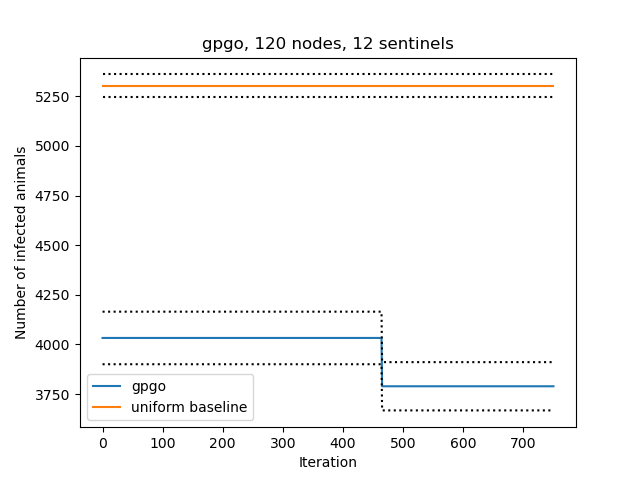 gpgo, 120 nodes, 12 sentinels
Number of infected animals
5250
5000
4750
4500
4250
4000
3750
gpgo
uniform baseline
0 100 200 300 400 500 600 700
Iteration